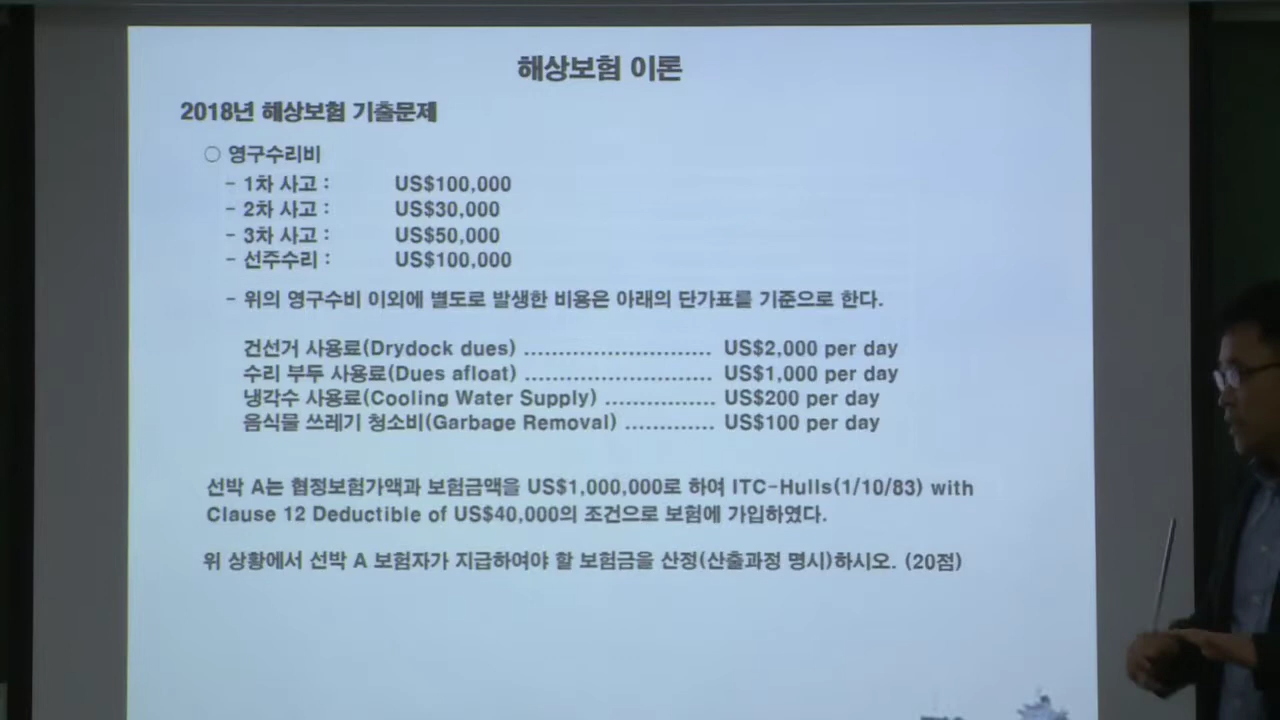 해상보험 이론
2018년 해상보험 기출문제
○ 영구수리비
- 1차 사고 : US$100,000
- 2차 사고 : US$30,000
- 3차 사고 : US$50,000
- 선주수리 : US$100,000
- 위의 영구수비 이외에 별도로 발생한 비용은 아래의 단가표를 기준으로 한다.
건선거 사용료(Drydock dues) ............................ US$2,000 per day
수리 부두 사용료(Dues afloat) ............................ US$1,000 per day
냉각수 사용료(Cooling Water Supply) ................ US$200 per day
음식물 쓰레기 청소비(Garbage Removal) ............. US$100 per day
선박 A는 협정보험가액과 보험금액을 US$1,000,000로 하여 ITC-Hulls(1/10/83) with
Clause 12 Deductible of US$40,000의 조건으로 보험에 가입하였다.
위 상황에서 선박 A 보험자가 지급하여야 할 보험금을 산정(산출과정 명시)하시오. (20점)